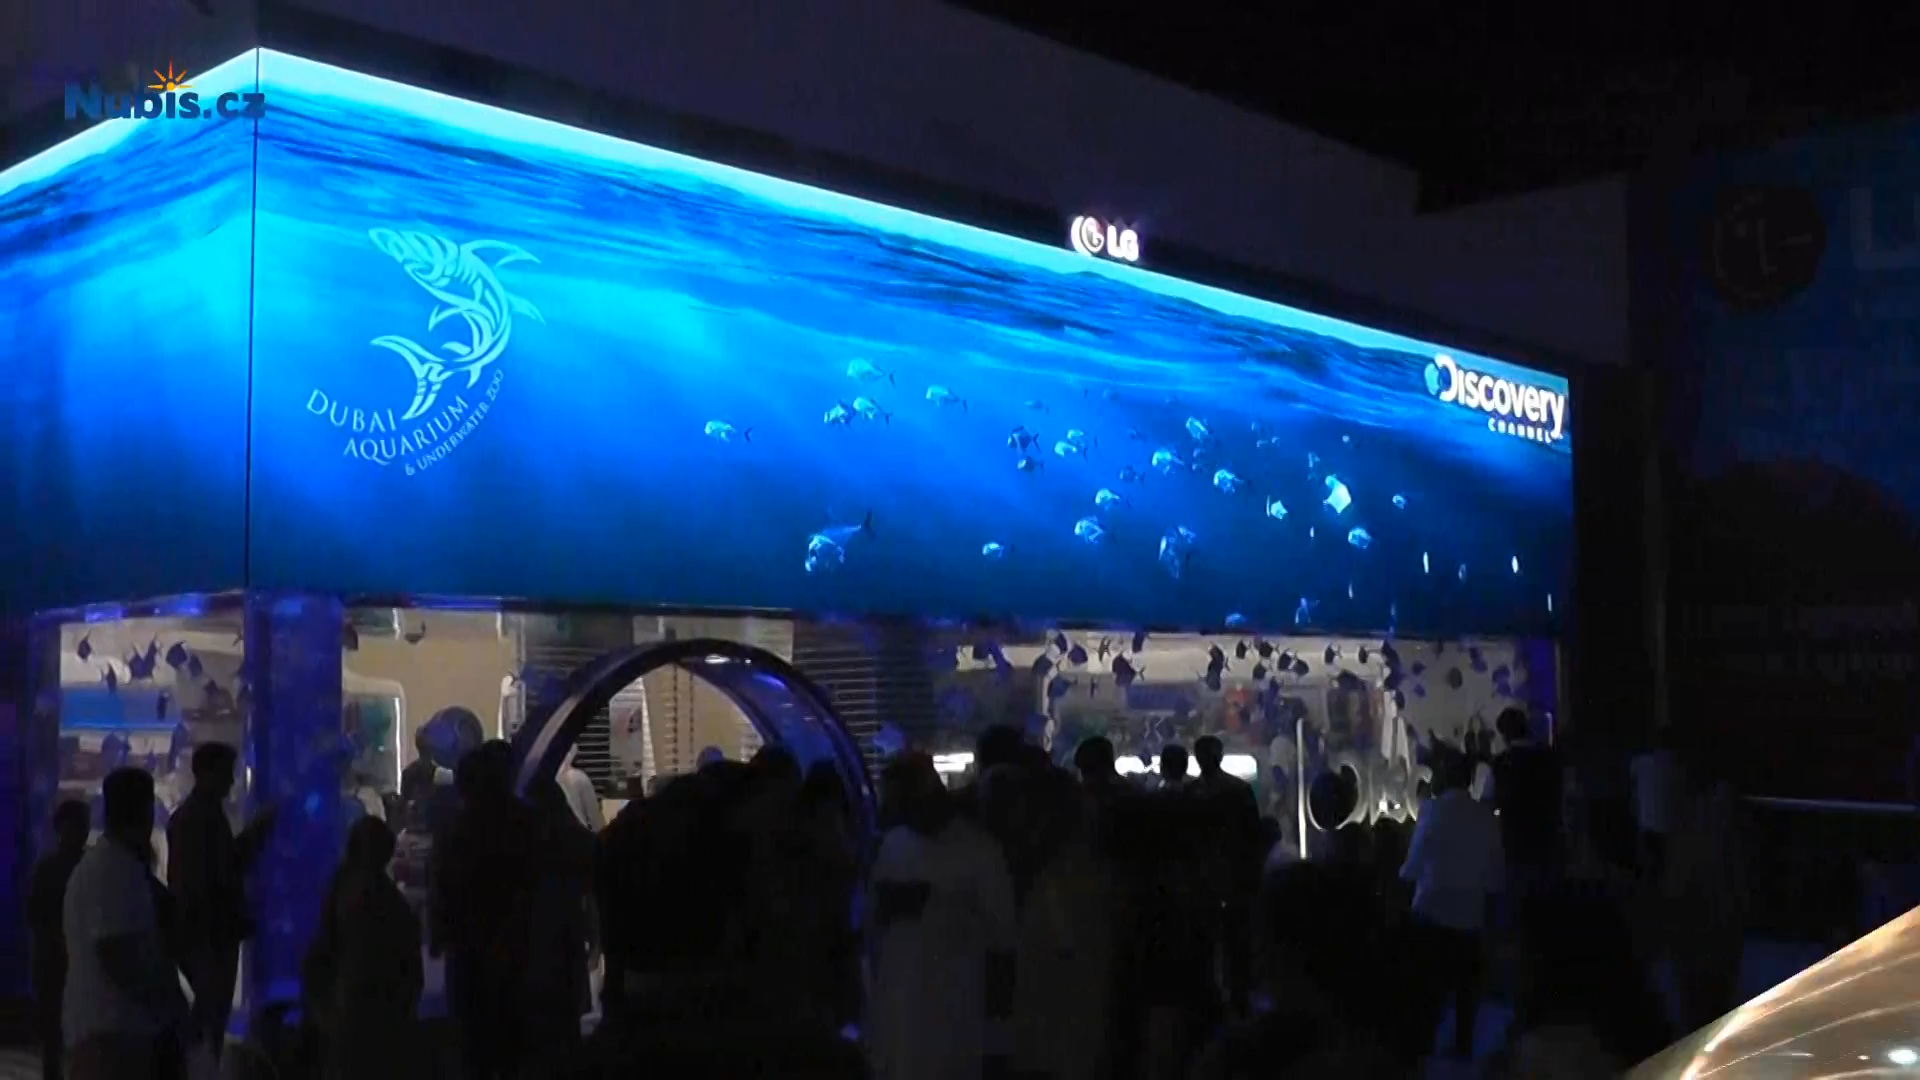 Nubis.cz
LG
DUBAI
AQUARIUM
& UNDERWATER ZOO
Discovery
CHANNEL